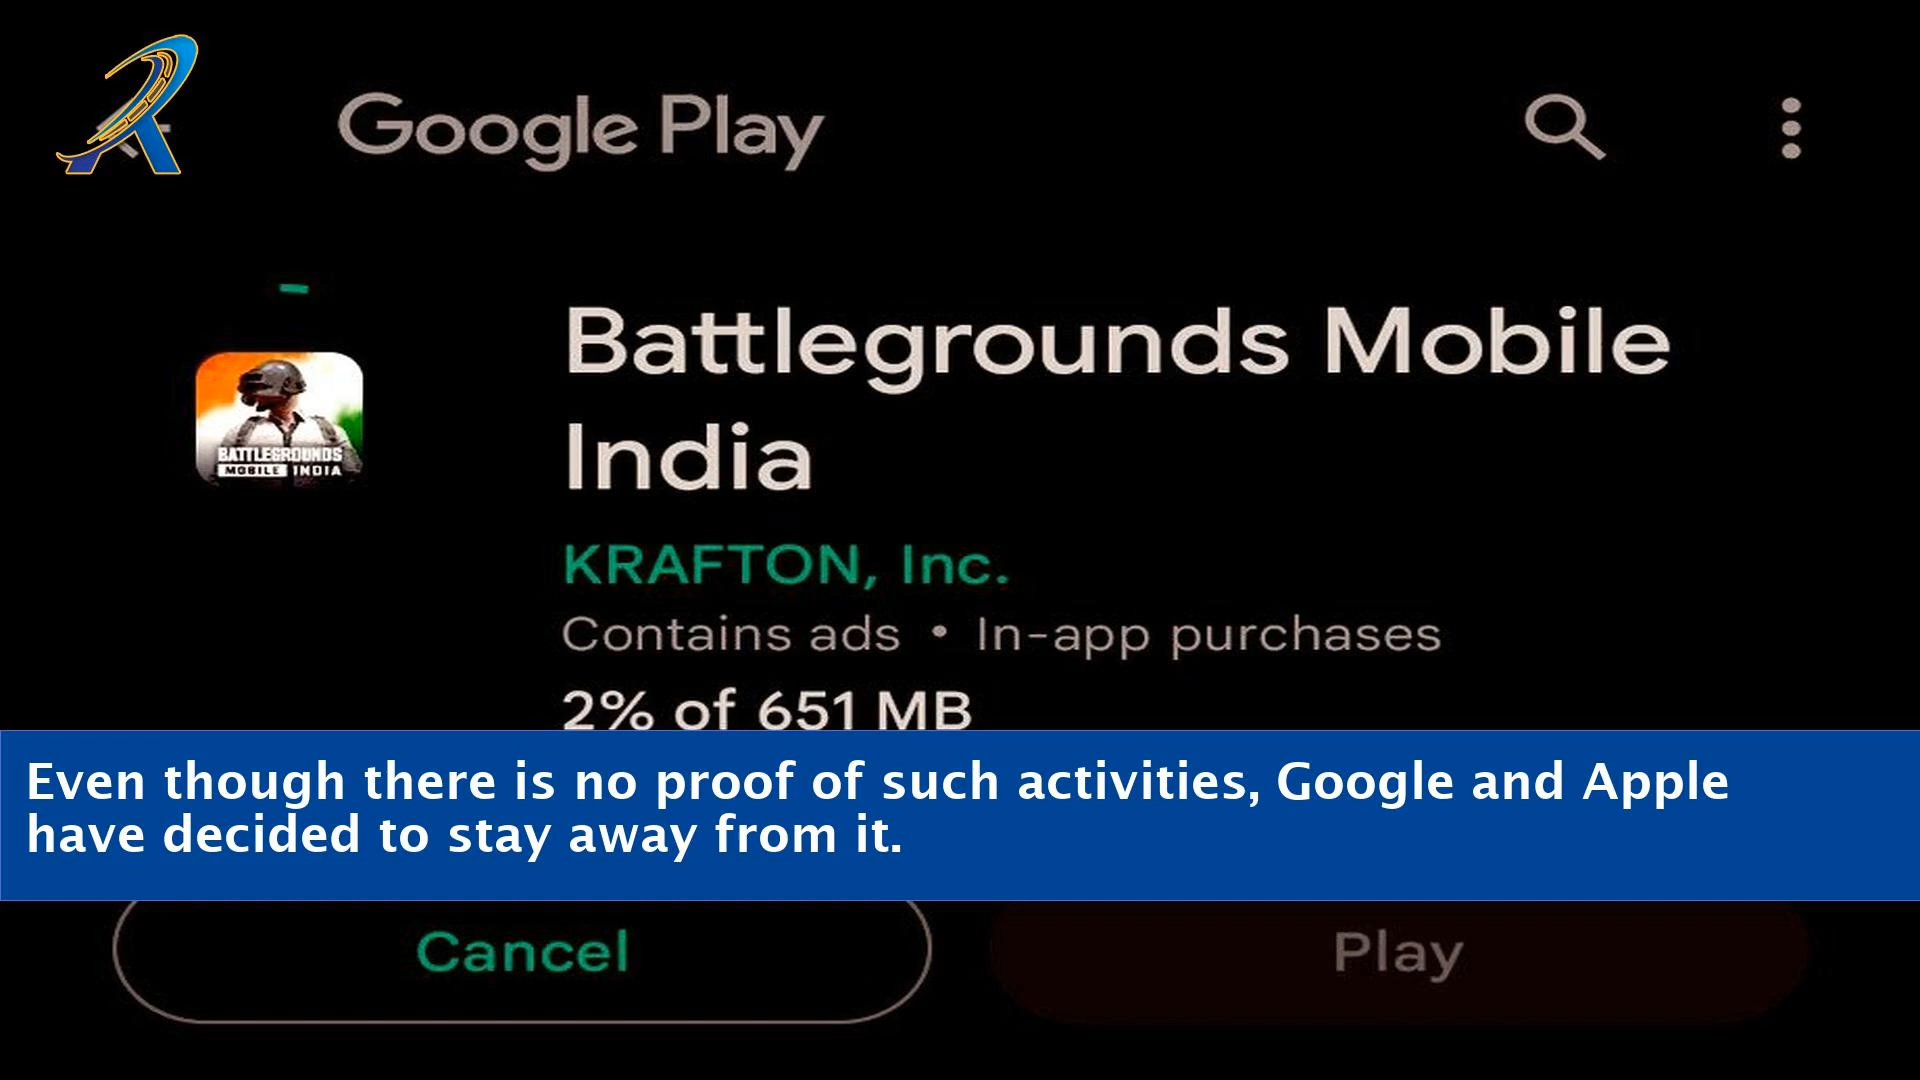 Google Play
Battlegrounds Mobile
India
BATTLEGROUNDS
MOBILE INDIA
KRAFTON, Inc.
Contains ads • In-app purchases
2% of 651 MB
Even though there is no proof of such activities, Google and Apple
have decided to stay away from it.
Cancel
Play